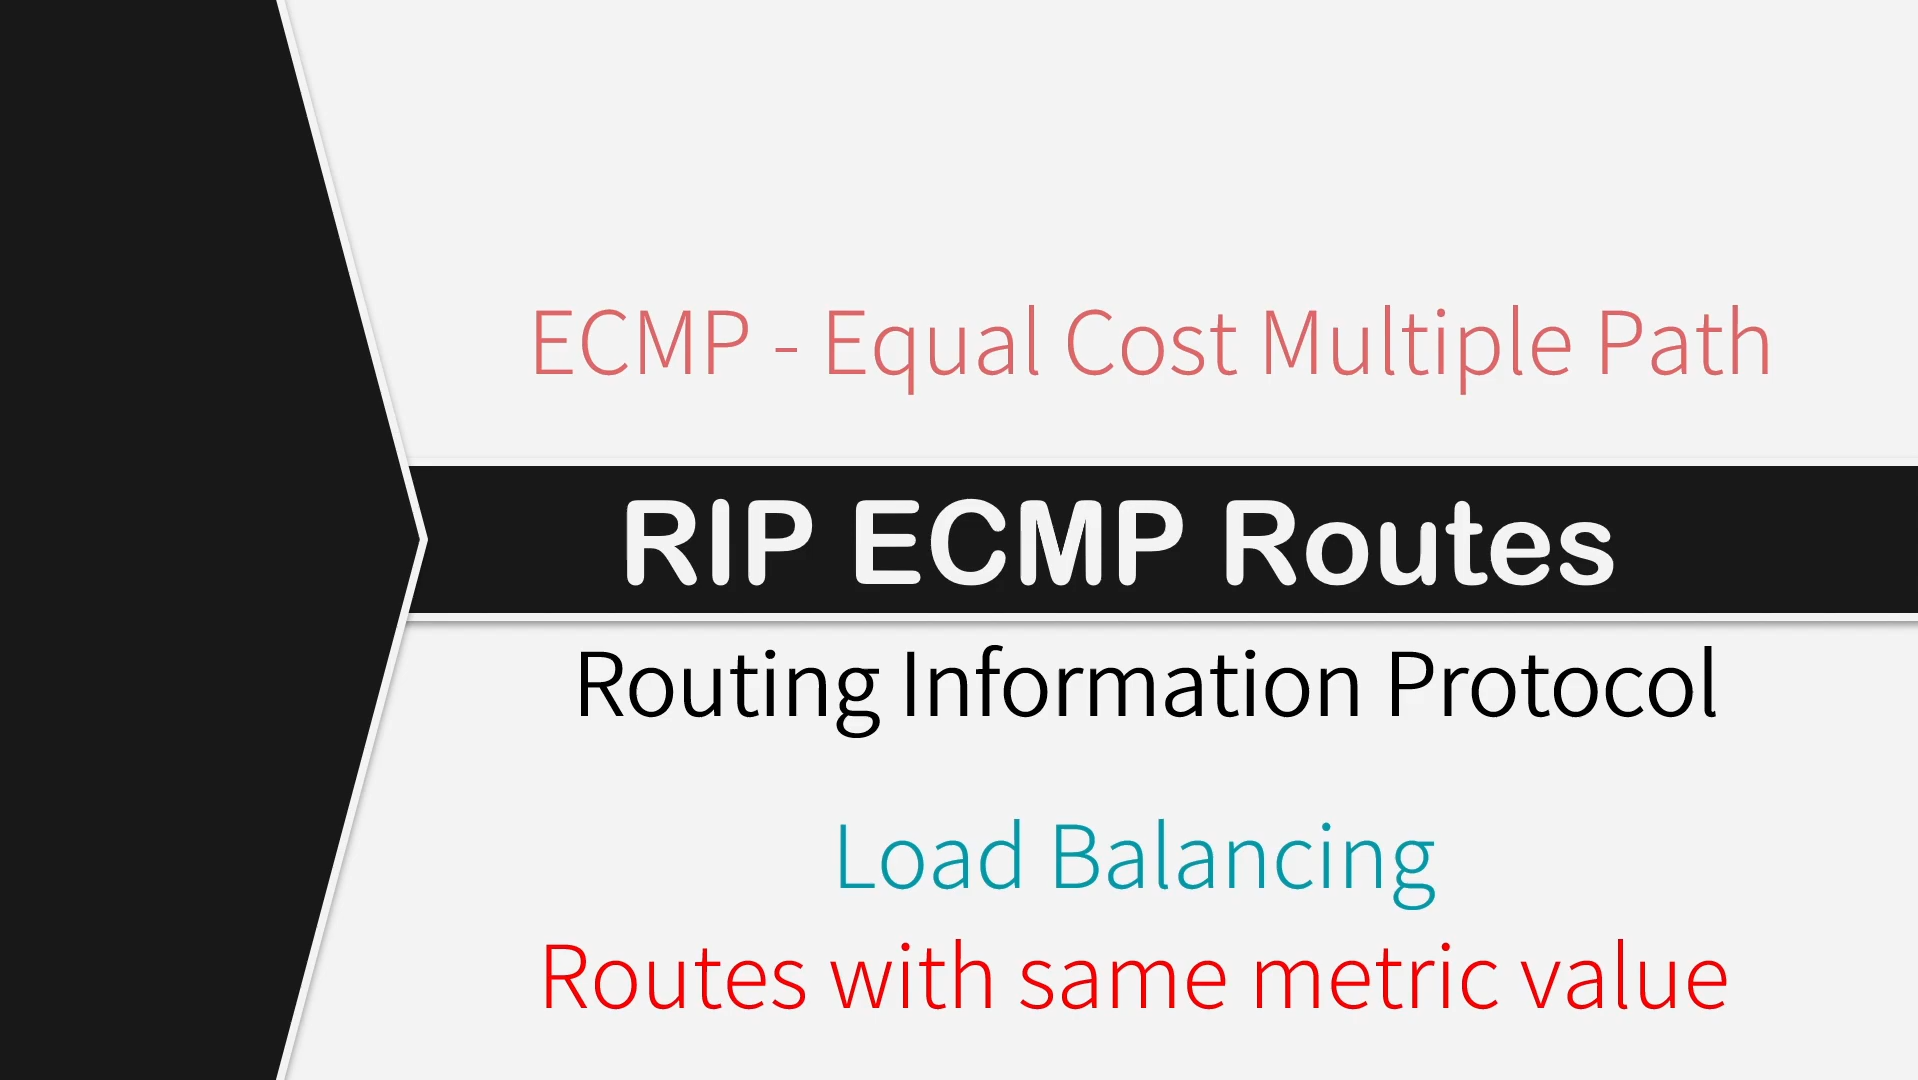 ECMP - Equal Cost Multiple Path
RIP ECMP Routes
Routing Information Protocol
Load Balancing
Routes with same metric value